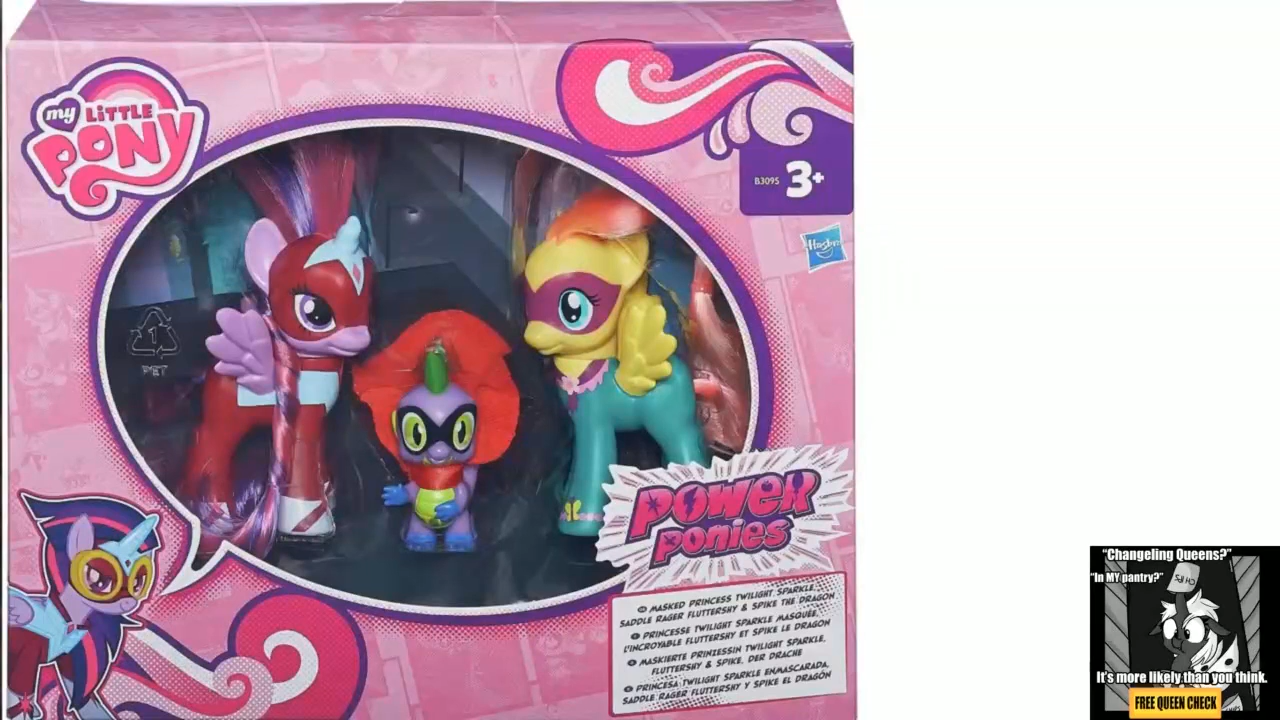 my LiTTLE
PONY
B3095 3+
Hasbro
1
PET
POWER
PONIES
MASKED PRINCESS TWILIGHT SPARKLE,
SADDLE RAGER FLUTTERSHY & SPIKE THE DRAGON
PRINCESSE TWILIGHT SPARKLE MASQUÉE,
L'INCROYABLE FLUTTERSHY ET SPIKE LE DRAGON
MASKIERTE PRINZESSIN TWILIGHT SPARKLE,
FLUTTERSHY & SPIKE, DER DRACHE
PRINCESA TWILIGHT SPARKLE ENMASCARADA,
SADDLE RAGER FLUTTERSHY Y SPIKE EL DRAGÓN
"Changeling Queens?"
"In MY pantry?"
It's more likely than you think.
FREE QUEEN CHECK